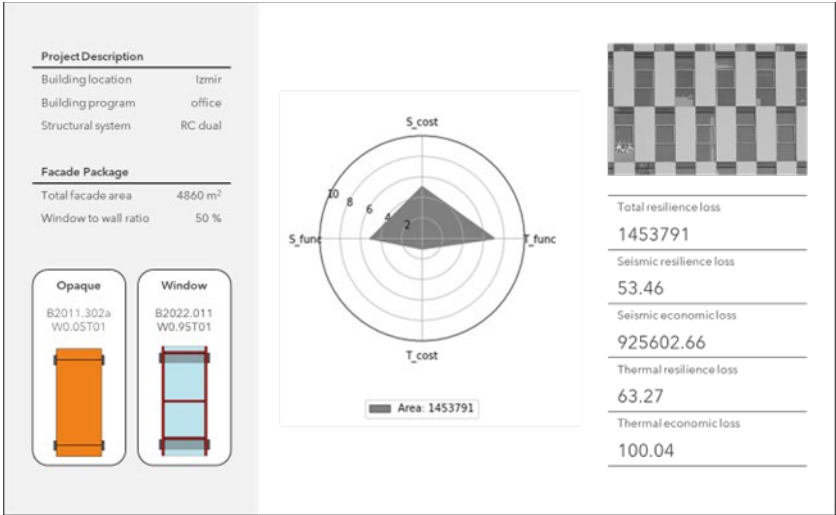 Project Description
Building location Izmir
Building program office
Structural system RC dual
Facade Package
Total facade area 4860 m²
Window to wall ratio 50 %
Opaque
B2011.302a
W0.05T01
Window
B2022.011
W0.95T01
S_cost
10
8
6
4
2
S_func
T_func
T_cost
Area: 1453791
Total resilience loss
1453791
Seismic resilience loss
53.46
Seismic economic loss
925602.66
Thermal resilience loss
63.27
Thermal economic loss
100.04